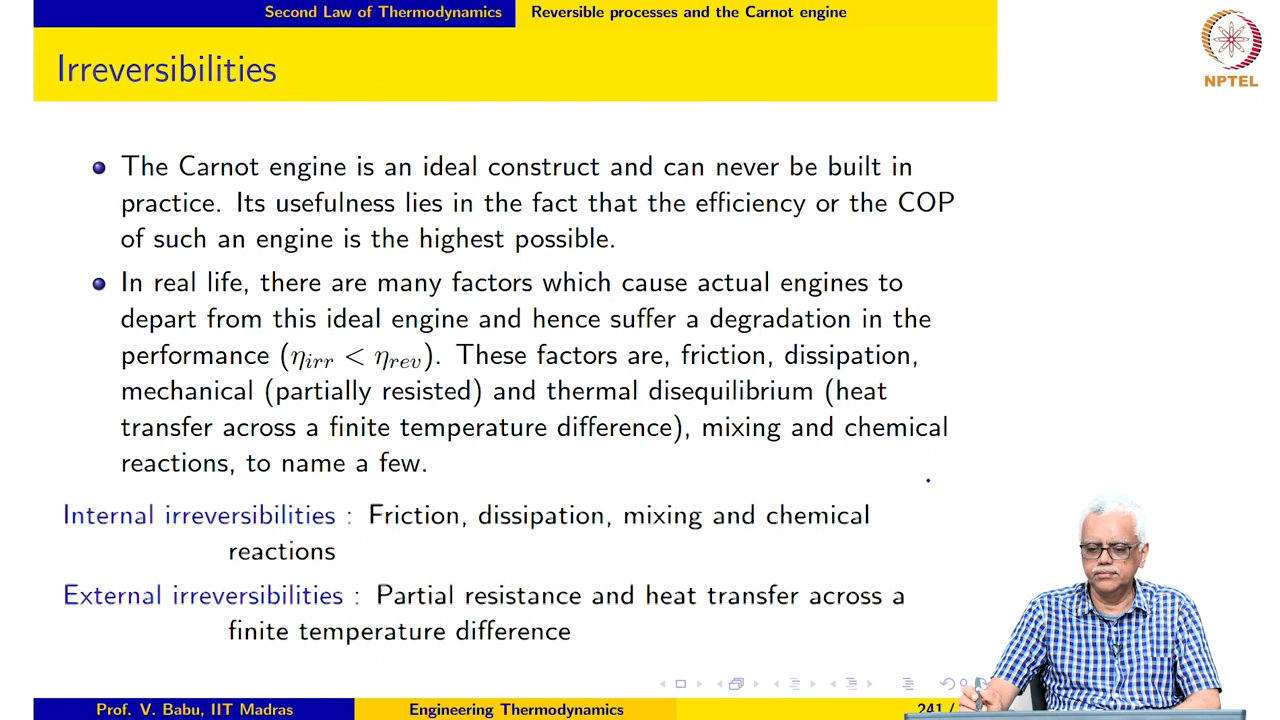 Second Law of Thermodynamics Reversible processes and the Carnot engine
Irreversibilities
NPTEL
The Carnot engine is an ideal construct and can never be built in
practice. Its usefulness lies in the fact that the efficiency or the COP
of such an engine is the highest possible.
In real life, there are many factors which cause actual engines to
depart from this ideal engine and hence suffer a degradation in the
performance (η_irr < η_rev). These factors are, friction, dissipation,
mechanical (partially resisted) and thermal disequilibrium (heat
transfer across a finite temperature difference), mixing and chemical
reactions, to name a few.
Internal irreversibilities : Friction, dissipation, mixing and chemical
reactions
External irreversibilities : Partial resistance and heat transfer across a
finite temperature difference
Prof. V. Babu, IIT Madras Engineering Thermodynamics 241 /